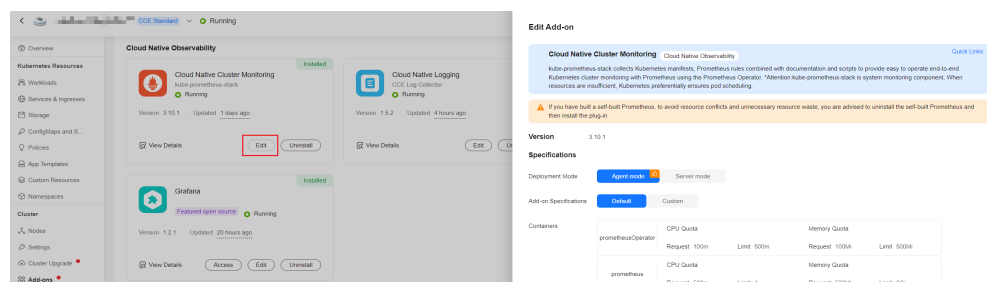 CCE Standard Running
Overview
Kubernetes Resources
Workloads
Services & Ingresses
Storage
ConfigMaps and S...
Policies
App Templates
Custom Resources
Namespaces
Cluster
Nodes
Settings
Cluster Upgrade
Add-ons
Cloud Native Observability
Installed
Cloud Native Cluster Monitoring
kube-prometheus-stack
Running
Version 3.10.1 Updated 1 days ago
View Details Edit Uninstall
Cloud Native Logging
CCE Log Collector
Running
Version 1.5.2 Updated 4 hours ago
View Details Edit U
Installed
Grafana
Featured open source Running
Version 1.2.1 Updated 20 hours ago
View Details Access Edit Uninstall
Edit Add-on
Cloud Native Cluster Monitoring Cloud Native Observability Quick Links
kube-prometheus-stack collects Kubernetes manifests, Prometheus rules combined with documentation and scripts to provide easy to operate end-to-end
Kubernetes cluster monitoring with Prometheus using the Prometheus Operator. "Attention:kube-prometheus-stack is system monitoring component, When
resources are insufficient, Kubernetes preferentially ensures pod scheduling.
If you have built a self-built Prometheus, to avoid resource conflicts and unnecessary resource waste, you are advised to uninstall the self-built Prometheus and
then install the plug-in.
Version 3.10.1
Specifications
Deployment Mode Agent mode Server mode
Add-on Specifications Default Custom
Containers
prometheusOperator
CPU Quota Memory Quota
Request 100m Limit 500m Request 100Mi Limit 500Mi
prometheus
CPU Quota Memory Quota